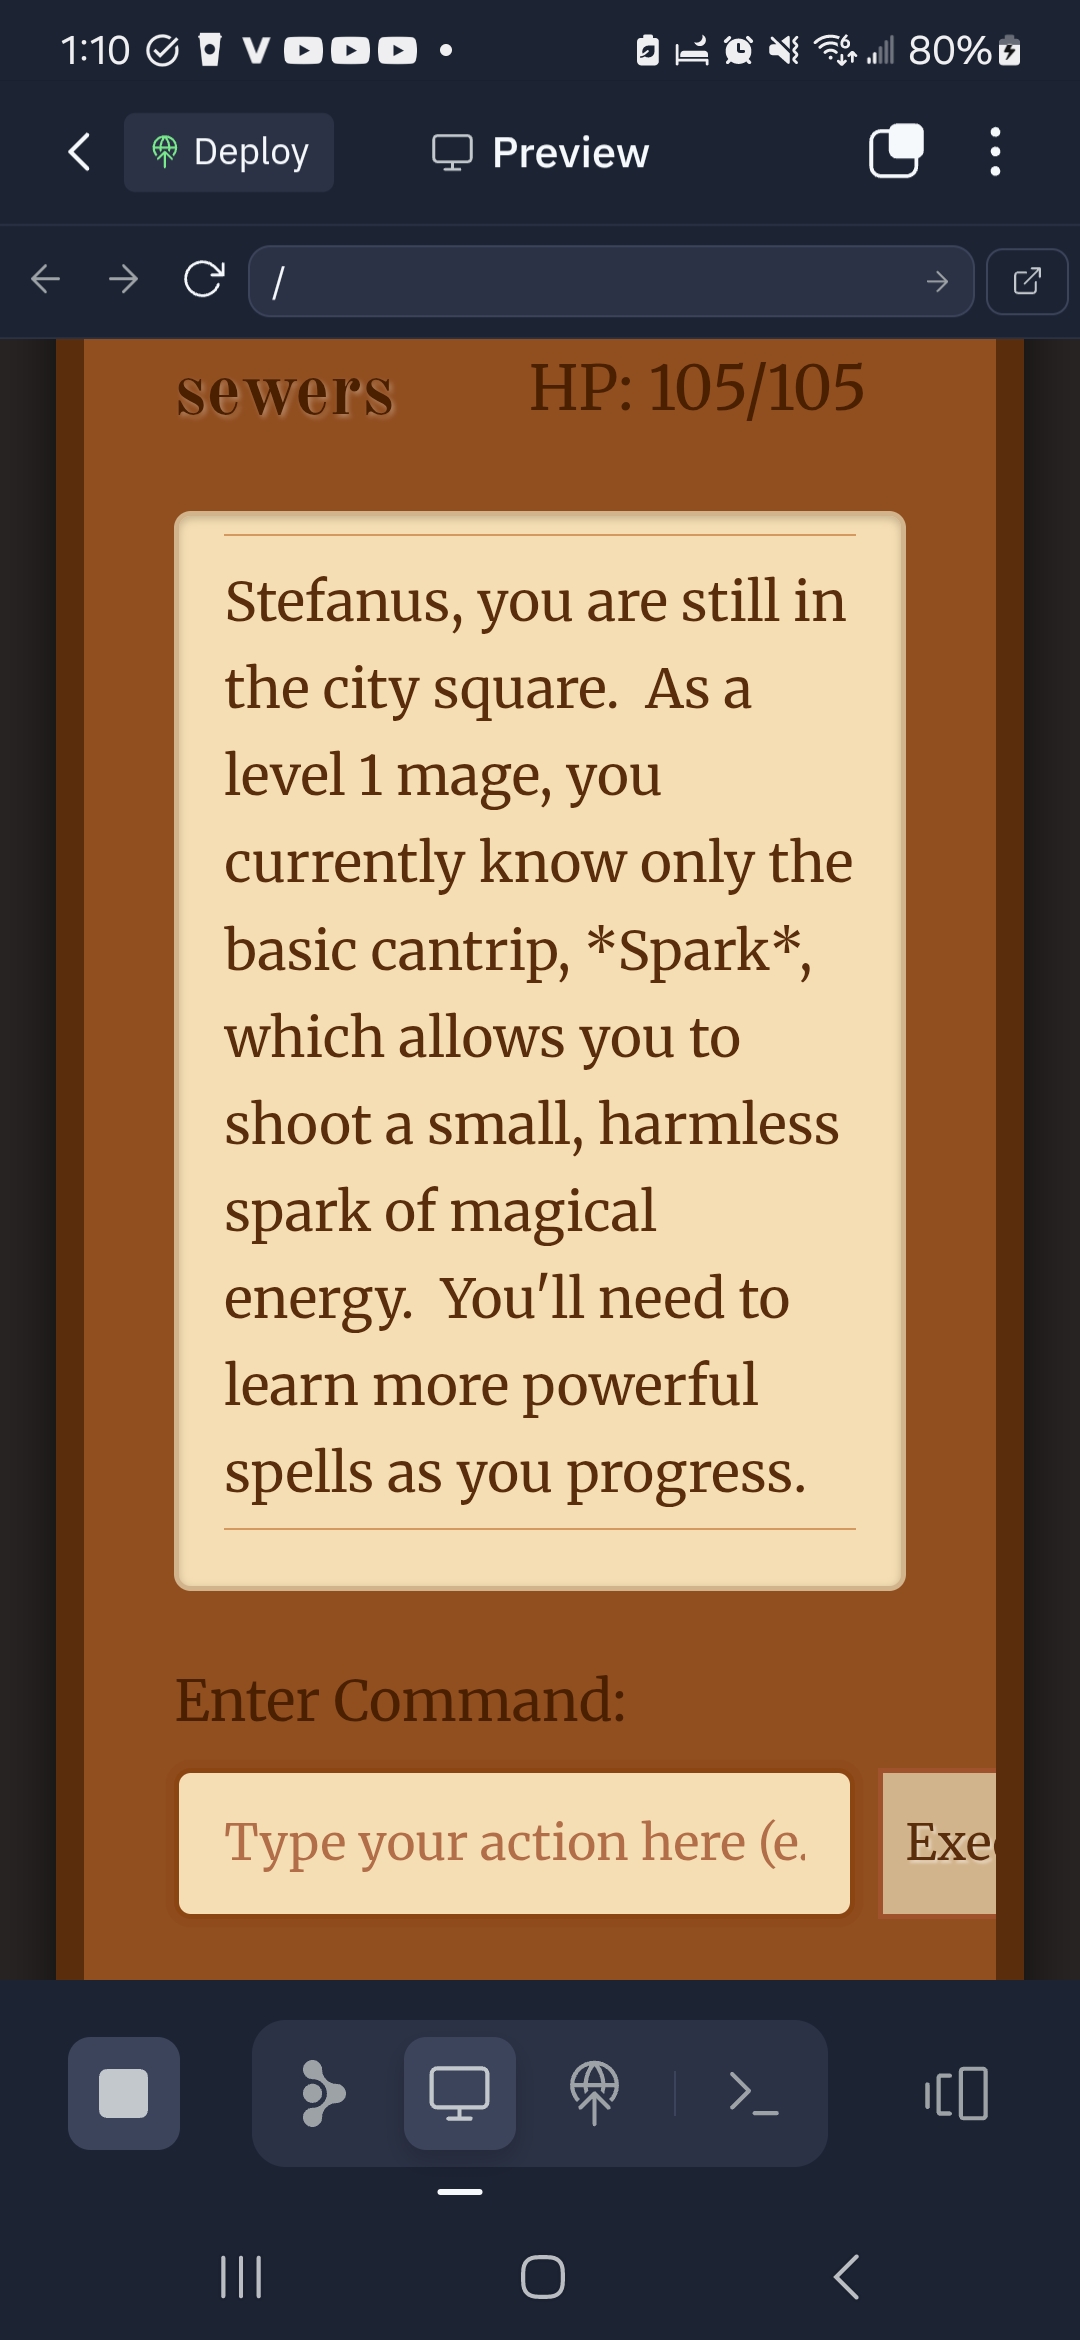 1:10 80%
Deploy Preview
/
sewers HP: 105/105
Stefanus, you are still in
the city square.  As a
level 1 mage, you
currently know only the
basic cantrip, *Spark*,
which allows you to
shoot a small, harmless
spark of magical
energy.  You'll need to
learn more powerful
spells as you progress.
Enter Command:
Type your action here (e.
Exec